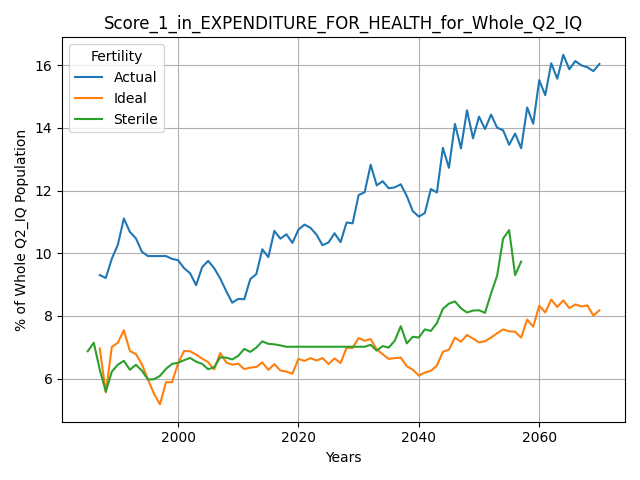 Score_1_in_EXPENDITURE_FOR_HEALTH_for_Whole_Q2_IQ
Fertility
Actual
Ideal
Sterile
% of Whole Q2_IQ Population
16
14
12
10
8
6
2000 2020 2040 2060
Years